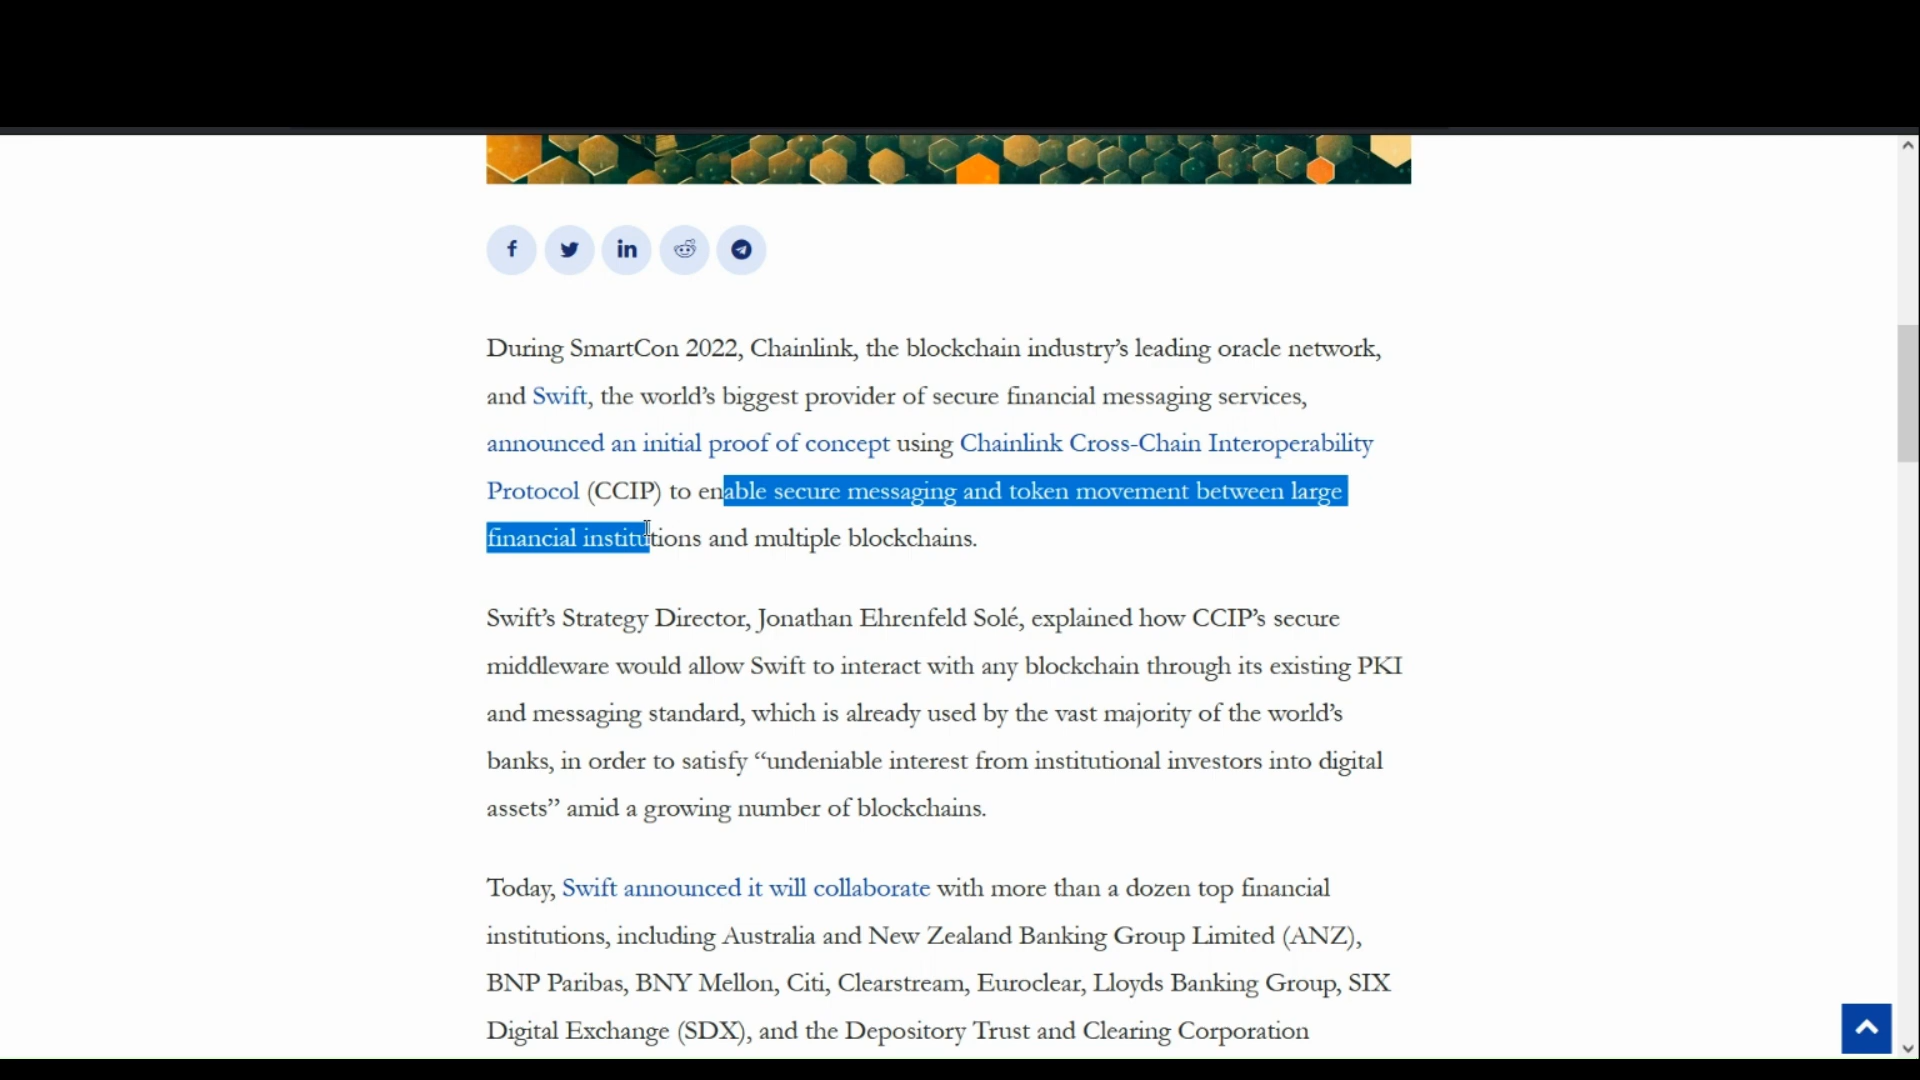 During SmartCon 2022, Chainlink, the blockchain industry’s leading oracle network,
and Swift, the world’s biggest provider of secure financial messaging services,
announced an initial proof of concept using Chainlink Cross-Chain Interoperability
Protocol (CCIP) to enable secure messaging and token movement between large
financial institutions and multiple blockchains.
Swift’s Strategy Director, Jonathan Ehrenfeld Solé, explained how CCIP’s secure
middleware would allow Swift to interact with any blockchain through its existing PKI
and messaging standard, which is already used by the vast majority of the world’s
banks, in order to satisfy “undeniable interest from institutional investors into digital
assets” amid a growing number of blockchains.
Today, Swift announced it will collaborate with more than a dozen top financial
institutions, including Australia and New Zealand Banking Group Limited (ANZ),
BNP Paribas, BNY Mellon, Citi, Clearstream, Euroclear, Lloyds Banking Group, SIX
Digital Exchange (SDX), and the Depository Trust and Clearing Corporation